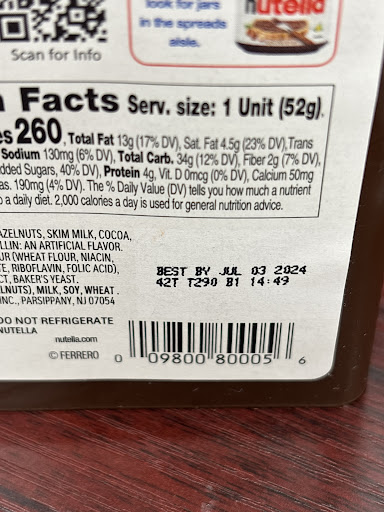 look for jars
in the spreads
aisle.
nutella
Scan for Info
Facts Serv. size: 1 Unit (52g).
260, Total Fat 13g (17% DV), Sat. Fat 4.5g (23% DV), Trans
Sodium 130mg (6% DV), Total Carb. 34g (12% DV), Fiber 2g (7% DV),
dded Sugars, 40% DV), Protein 4g, Vit. D 0mcg (0% DV), Calcium 50mg
as. 190mg (4% DV). The % Daily Value (DV) tells you how much a nutrient
a daily diet. 2,000 calories a day is used for general nutrition advice.
AZELNUTS, SKIM MILK, COCOA,
LLIN: AN ARTIFICIAL FLAVOR.
UR (WHEAT FLOUR, NIACIN,
TE, RIBOFLAVIN, FOLIC ACID),
CT, BAKER'S YEAST.
ELNUTS), MILK, SOY, WHEAT.
INC., PARSIPPANY, NJ 07054
BEST BY JUL 03 2024
42T T290 B1 14:49
DO NOT REFRIGERATE
NUTELLA
nutella.com
© FERRERO
0 09800 80005 6